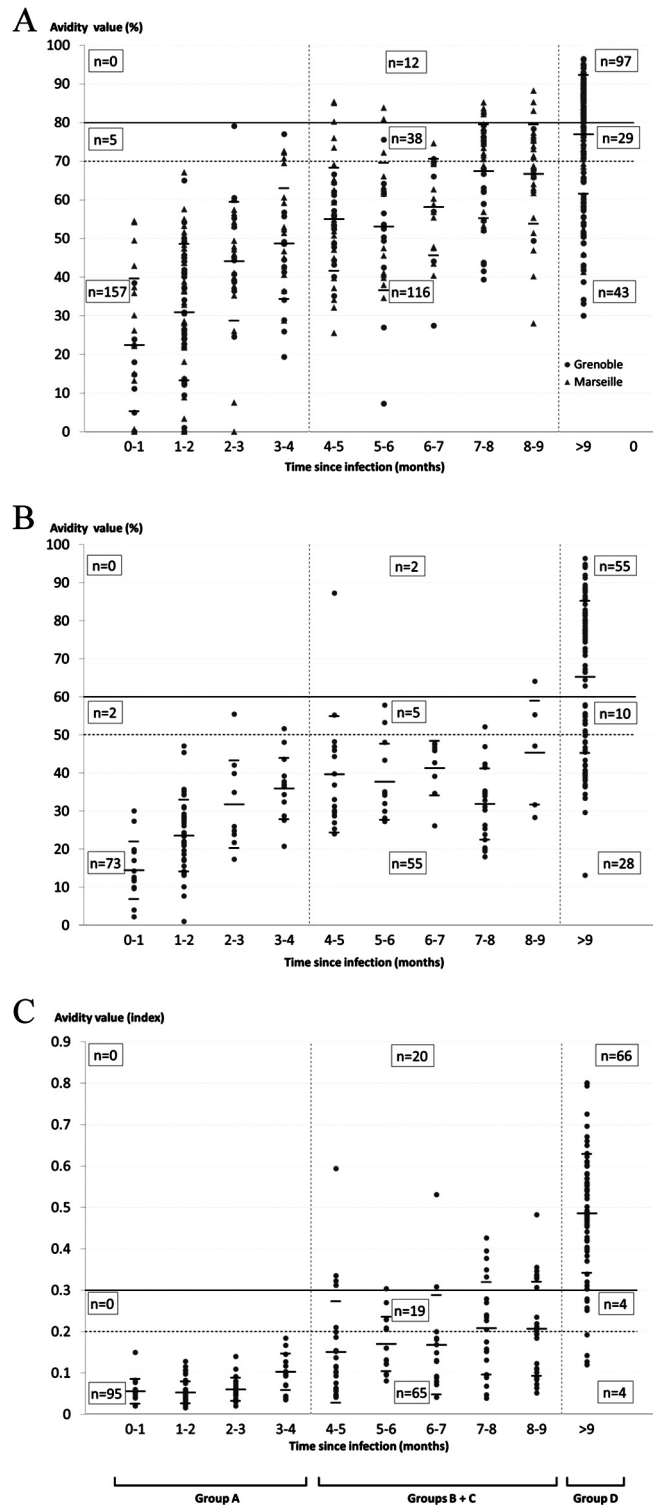 A
Avidity value (%)
100
90
80
70
60
50
40
30
20
10
0
n=0
n=12
n=97
n=5
n=38
n=29
n=157
n=116
n=43
Grenoble
Marseille
0-1 1-2 2-3 3-4 4-5 5-6 6-7 7-8 8-9 >9 0
Time since infection (months)
B
Avidity value (%)
100
90
80
70
60
50
40
30
20
10
0
n=0
n=2
n=55
n=2
n=5
n=10
n=73
n=55
n=28
0-1 1-2 2-3 3-4 4-5 5-6 6-7 7-8 8-9 >9
Time since infection (months)
C
Avidity value (index)
0.9
0.8
0.7
0.6
0.5
0.4
0.3
0.2
0.1
0
n=0
n=20
n=66
n=0
n=19
n=4
n=95
n=65
n=4
0-1 1-2 2-3 3-4 4-5 5-6 6-7 7-8 8-9 >9
Time since infection (months)
Group A Groups B + C Group D